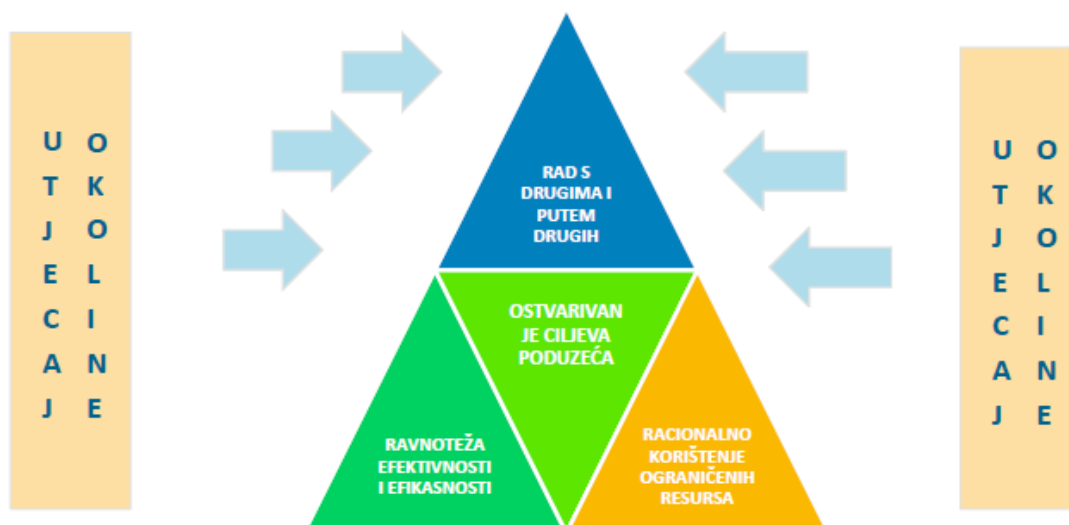 UTJECAJ
OKOLINE
RAD S
DRUGIMA I
PUTEM
DRUGIH
OSTVARIVAN
JE CILJEVA
PODUZEĆA
RAVNOTEŽA
EFEKTIVNOSTI
I EFIKASNOSTI
RACIONALNO
KORIŠTENJE
OGRANIČENIH
RESURSA
UTJECAJ
OKOLINE